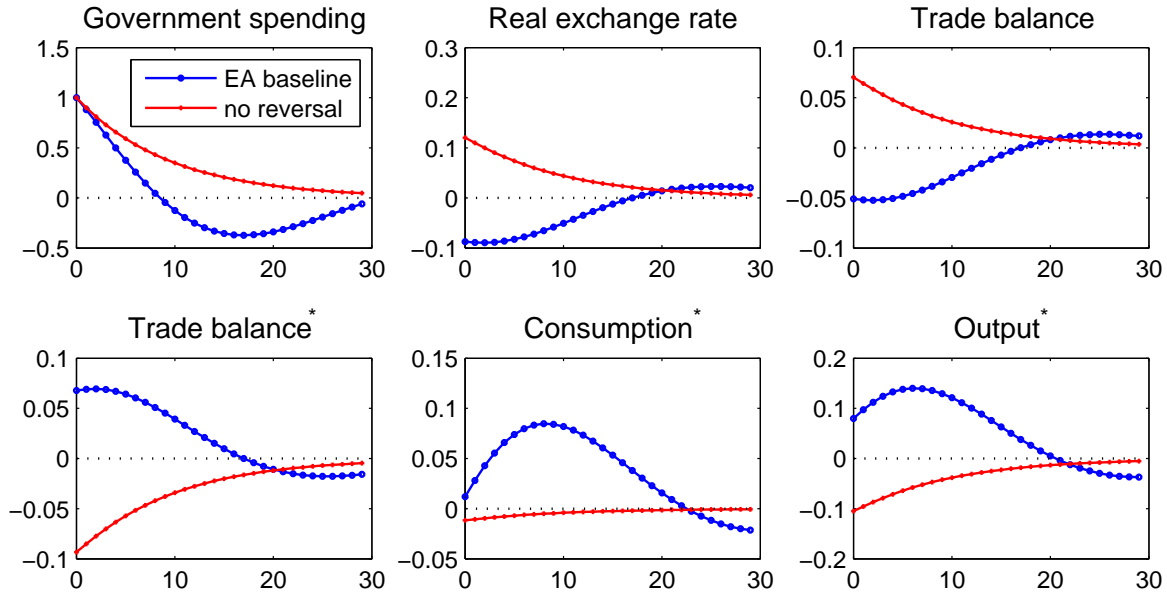 Government spending
1.5
1
0.5
0
−0.5
0 10 20 30
EA baseline
no reversal
Real exchange rate
0.3
0.2
0.1
0
−0.1
0 10 20 30
Trade balance
0.1
0.05
0
−0.05
−0.1
0 10 20 30
Trade balance*
0.1
0.05
0
−0.05
−0.1
0 10 20 30
Consumption*
0.15
0.1
0.05
0
−0.05
0 10 20 30
Output*
0.2
0.1
0
−0.1
−0.2
0 10 20 30